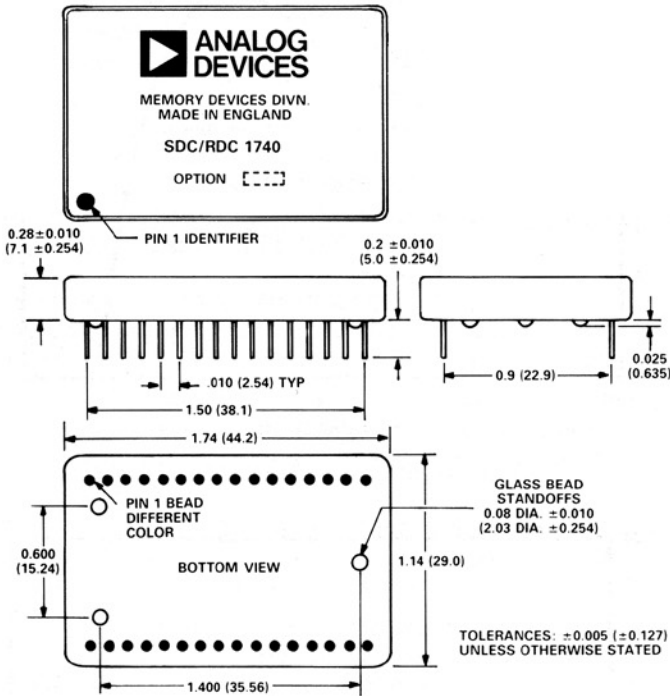 ANALOG
DEVICES
MEMORY DEVICES DIVN.
MADE IN ENGLAND
SDC/RDC 1740
OPTION
PIN 1 IDENTIFIER
0.28±0.010
(7.1 ±0.254)
0.2 ±0.010
(5.0 ±0.254)
.010 (2.54) TYP
1.50 (38.1)
1.74 (44.2)
0.9 (22.9)
0.025
(0.635)
PIN 1 BEAD
DIFFERENT
COLOR
GLASS BEAD
STANDOFFS
0.08 DIA. ±0.010
(2.03 DIA. ±0.254)
0.600
(15.24)
BOTTOM VIEW
1.14 (29.0)
1.400 (35.56)
TOLERANCES: ±0.005 (±0.127)
UNLESS OTHERWISE STATED